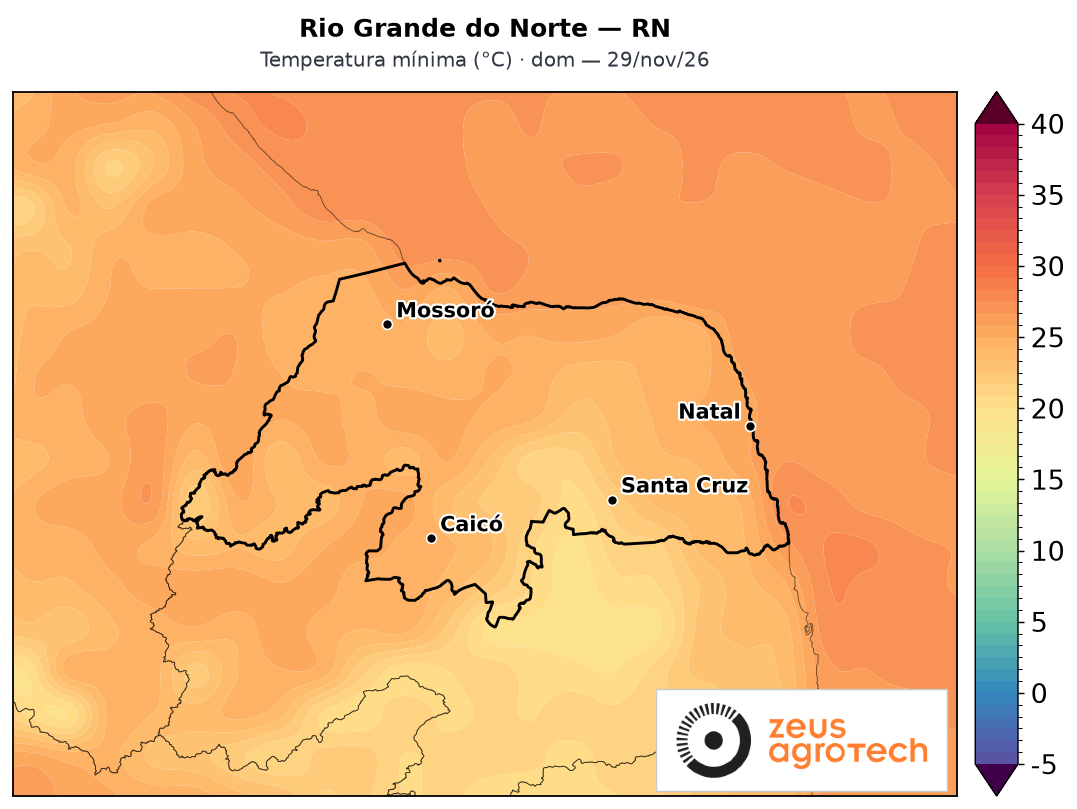 Rio Grande do Norte — RN
Temperatura mínima (°C) · dom — 29/nov/26
Mossoró
Natal
Santa Cruz
Caicó
40
35
30
25
20
15
10
5
0
-5
zeus
agrotech